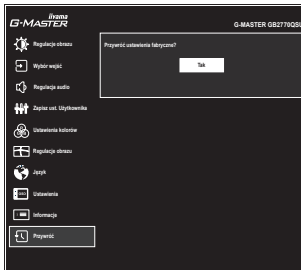 iiyama
G-MASTER
G-MASTER GB2770QSU
Regulacje obrazu
Przywróć ustawienia fabryczne?
Tak
Wybór wejść
Regulacja audio
Zapisz ust. Użytkownika
Ustawienia kolorów
Regulacje obrazu
Język
Ustawienia
Informacje
Przywróć